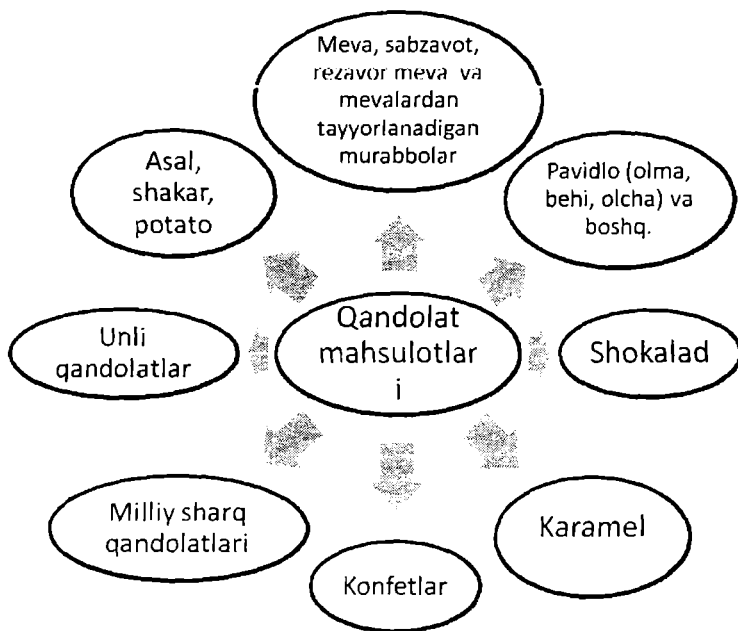 Meva, sabzavot,
rezavor meva va
mevalardan
tayyorlanadigan
murabbolar
Asal,
shakar,
potato
Pavidlo (olma,
behi, olcha) va
boshq.
Unli
qandolatlar
Qandolat
mahsulotlar
i
Shokalad
Milliy sharq
qandolatlari
Konfetlar
Karamel